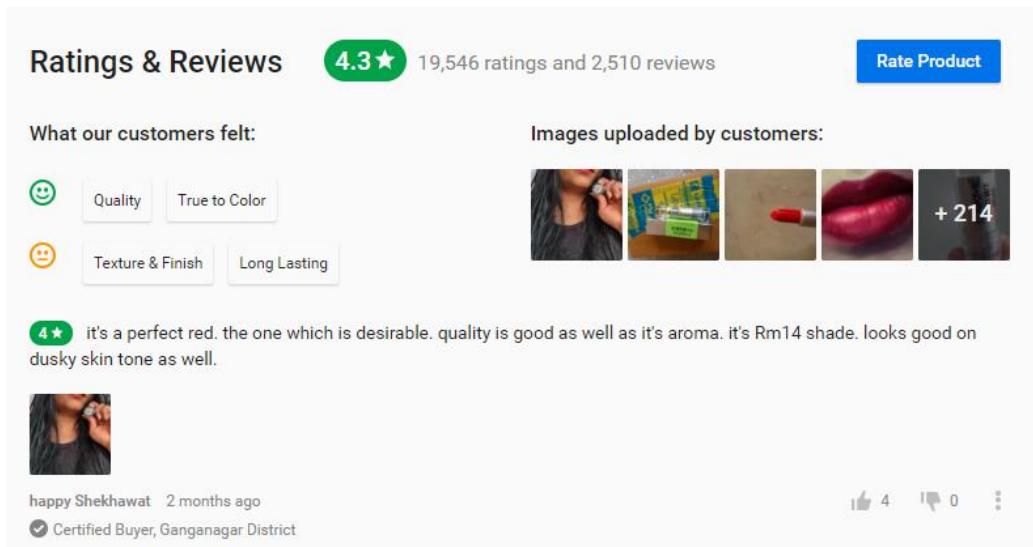 Ratings & Reviews 4.3★ 19,546 ratings and 2,510 reviews Rate Product
What our customers felt: Images uploaded by customers:
Quality True to Color
+ 214
Texture & Finish Long Lasting
4★ it's a perfect red. the one which is desirable. quality is good as well as it's aroma. it's Rm14 shade. looks good on
dusky skin tone as well.
happy Shekhawat 2 months ago 4 0
Certified Buyer, Ganganagar District